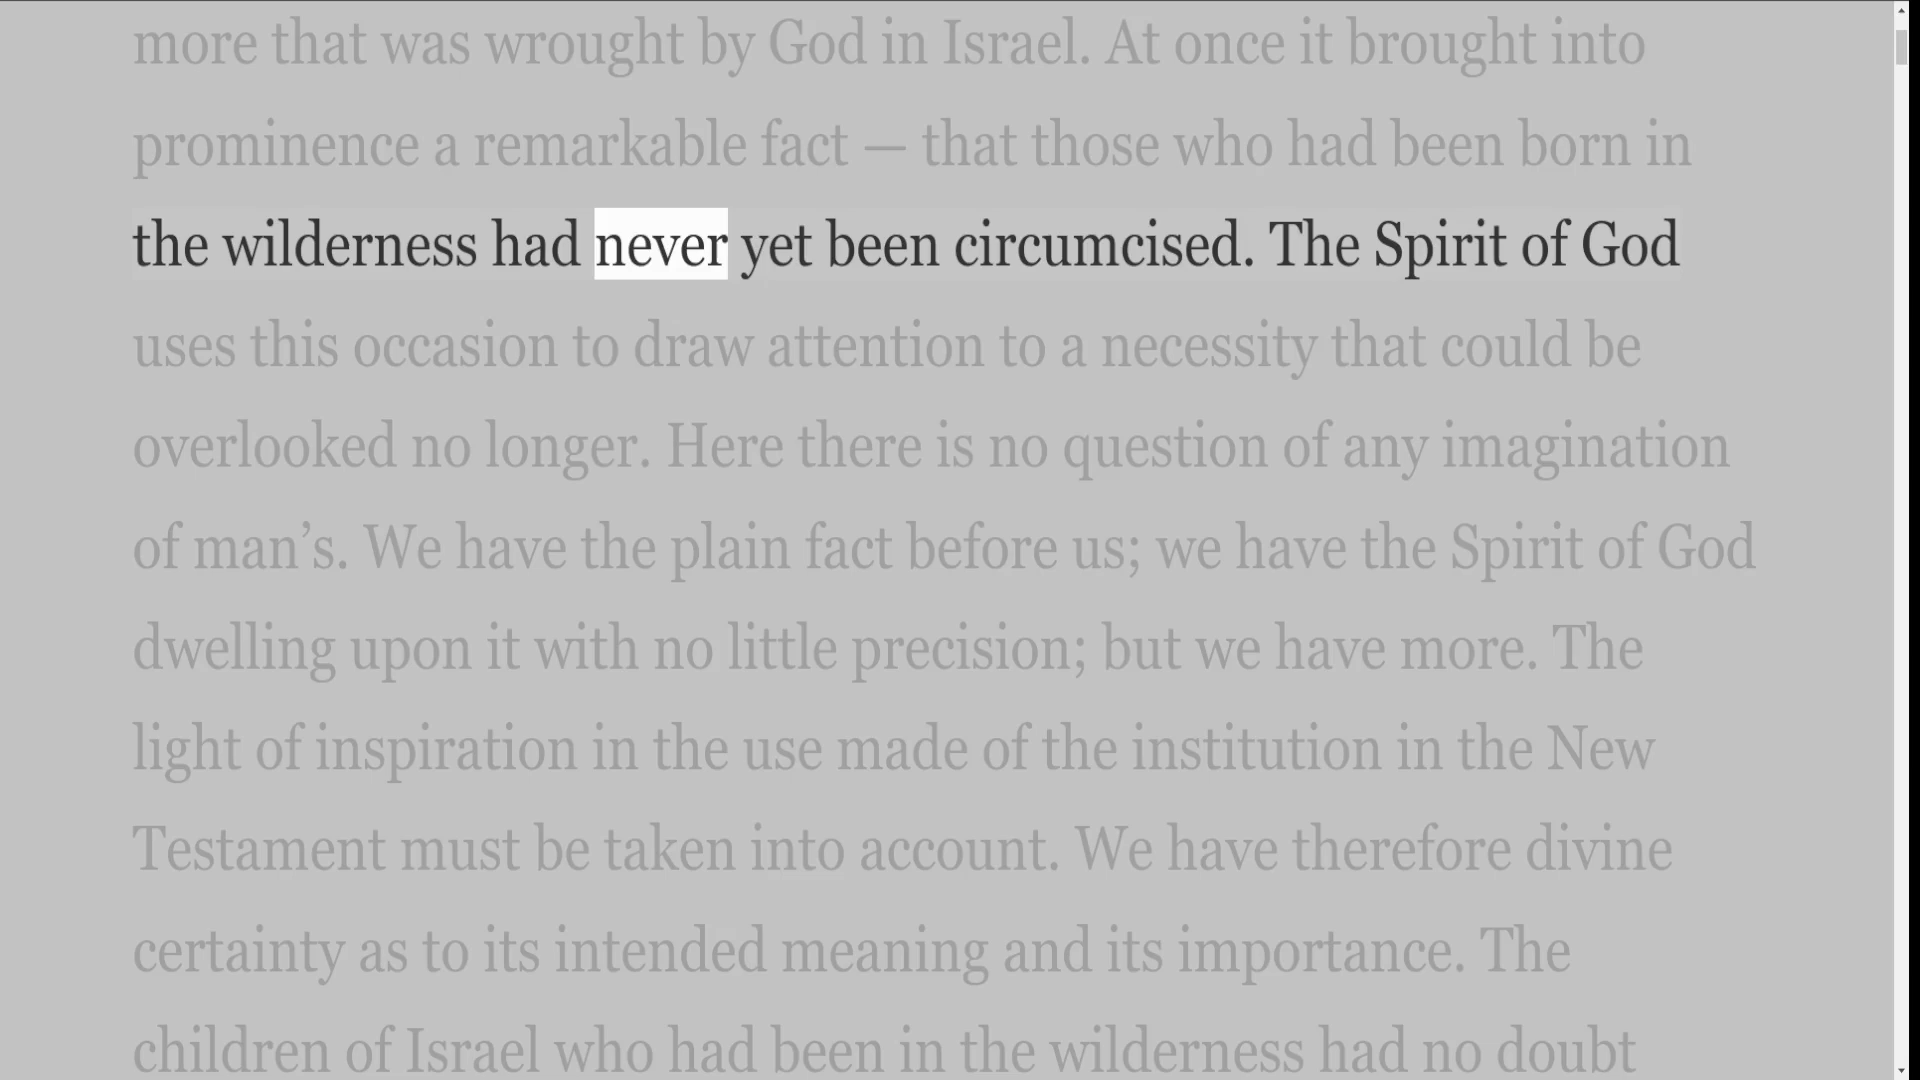 more that was wrought by God in Israel. At once it brought into
prominence a remarkable fact — that those who had been born in
the wilderness had never yet been circumcised. The Spirit of God
uses this occasion to draw attention to a necessity that could be
overlooked no longer. Here there is no question of any imagination
of man’s. We have the plain fact before us; we have the Spirit of God
dwelling upon it with no little precision; but we have more. The
light of inspiration in the use made of the institution in the New
Testament must be taken into account. We have therefore divine
certainty as to its intended meaning and its importance. The
children of Israel who had been in the wilderness had no doubt